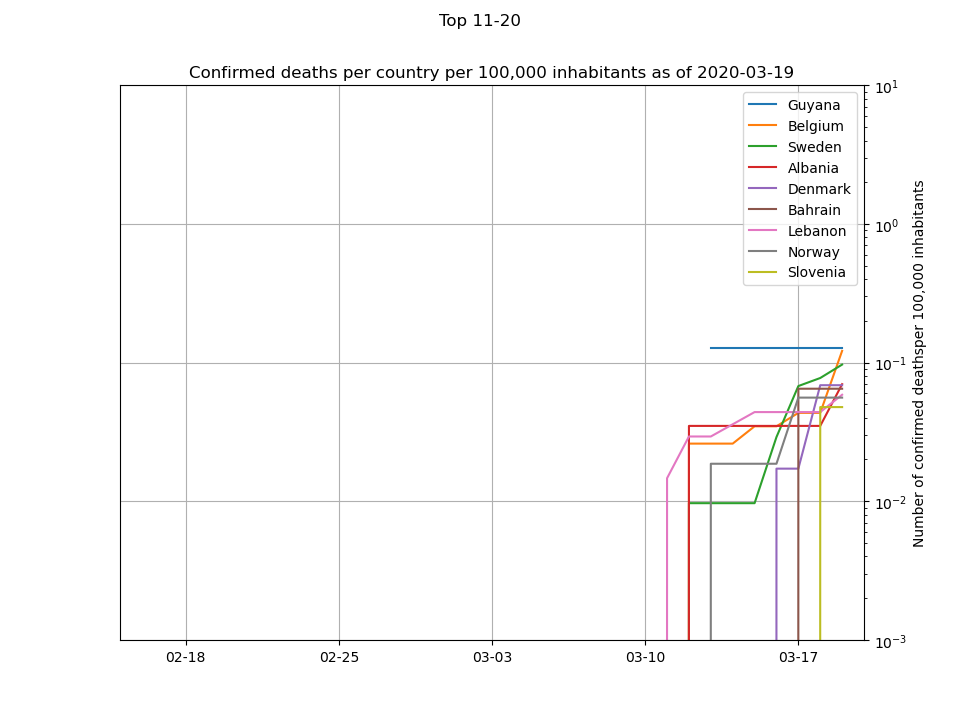 Top 11-20
Confirmed deaths per country per 100,000 inhabitants as of 2020-03-19
Guyana
Belgium
Sweden
Albania
Denmark
Bahrain
Lebanon
Norway
Slovenia
10^1
10^0
10^-1
10^-2
10^-3
Number of confirmed deathsper 100,000 inhabitants
02-18
02-25
03-03
03-10
03-17